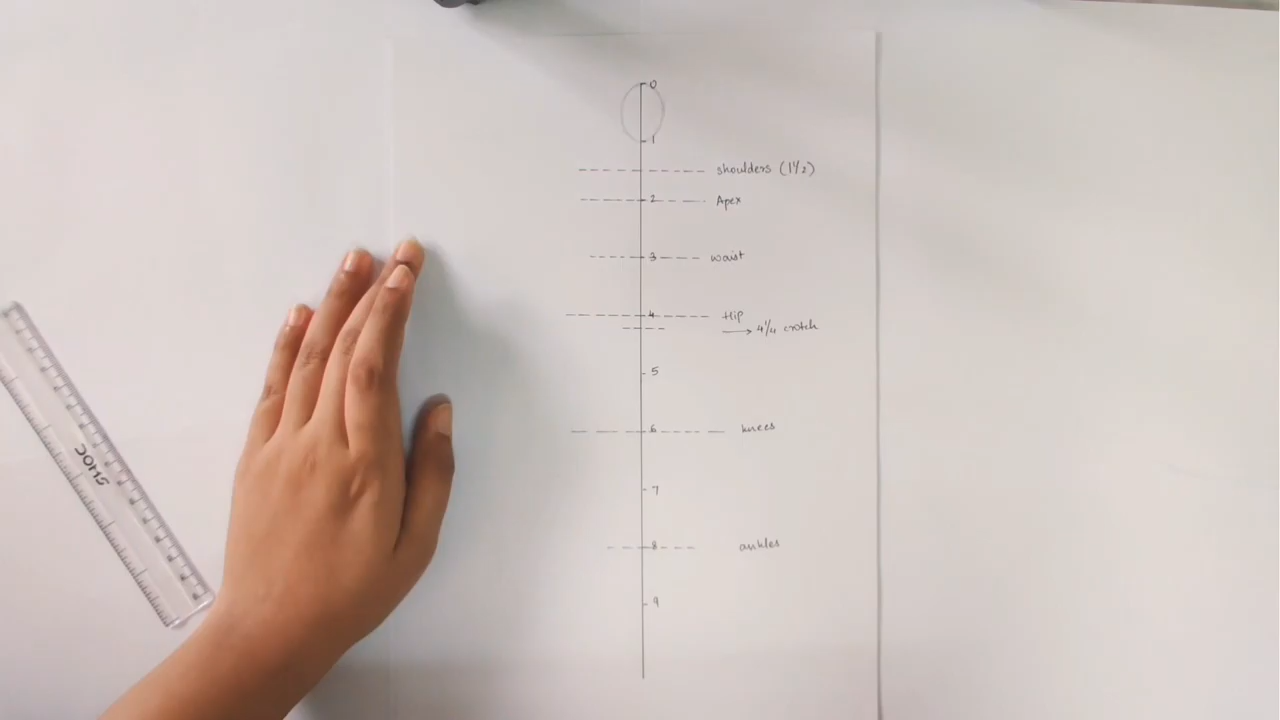 0
1
shoulders (1½)
2 Apex
3 waist
4 Hip
→ 4¼ crotch
5
6 knees
7
8 ankles
9
DOMS